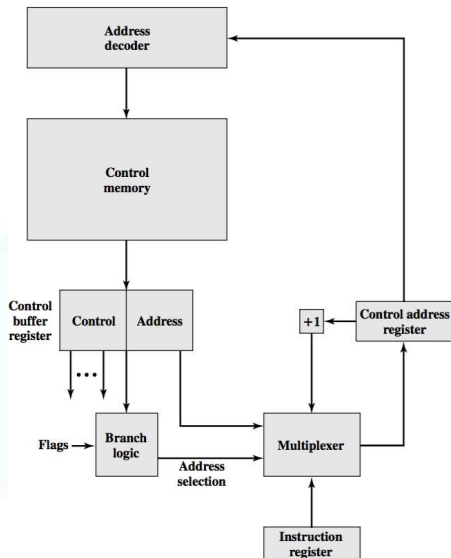 Address
decoder
Control
memory
Control
buffer
register
Control
Address
...
+1
Control address
register
Flags
Branch
logic
Address
selection
Multiplexer
Instruction
register